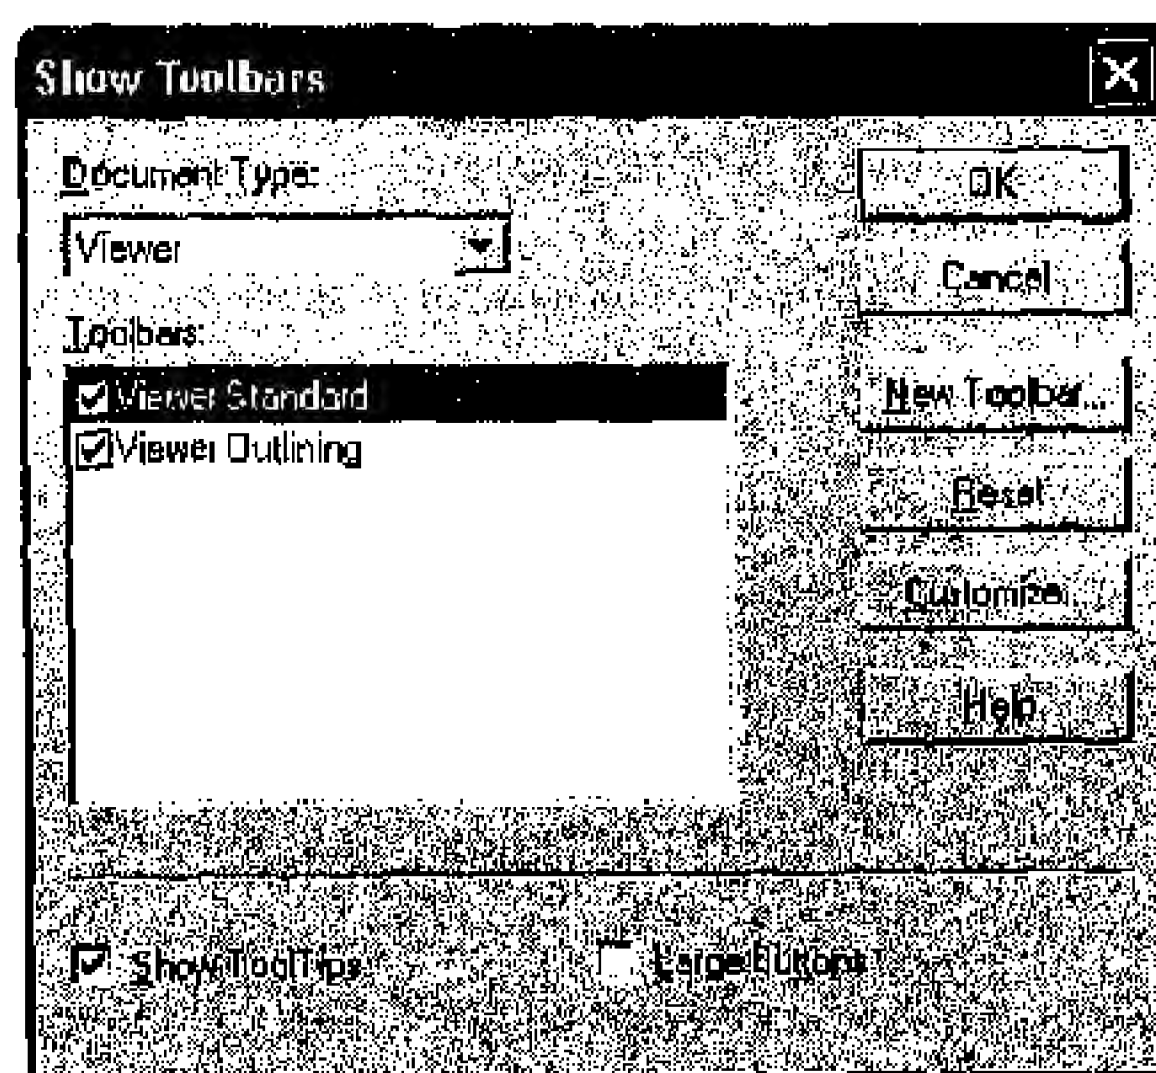 Show Toolbars
Document Type:
Viewer
Toolbars:
Viewer Standard
Viewer Outlining
OK
Cancel
New Toolbar...
Reset
Customize...
Help
Show ToolTips
Large Buttons